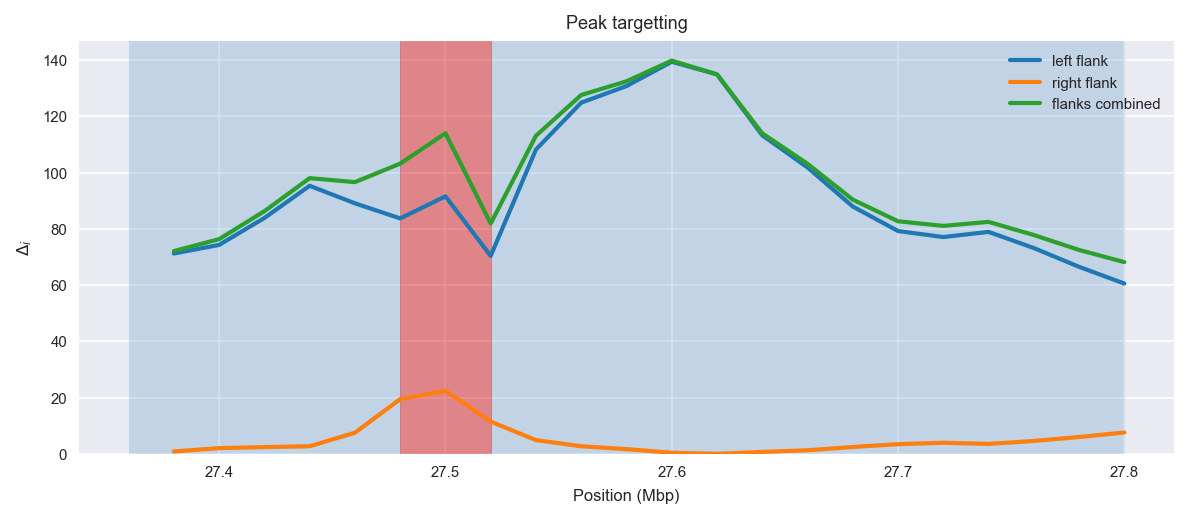 Peak targetting
left flank
right flank
flanks combined
140
120
100
80
60
40
20
0
Δi
27.4 27.5 27.6 27.7 27.8
Position (Mbp)